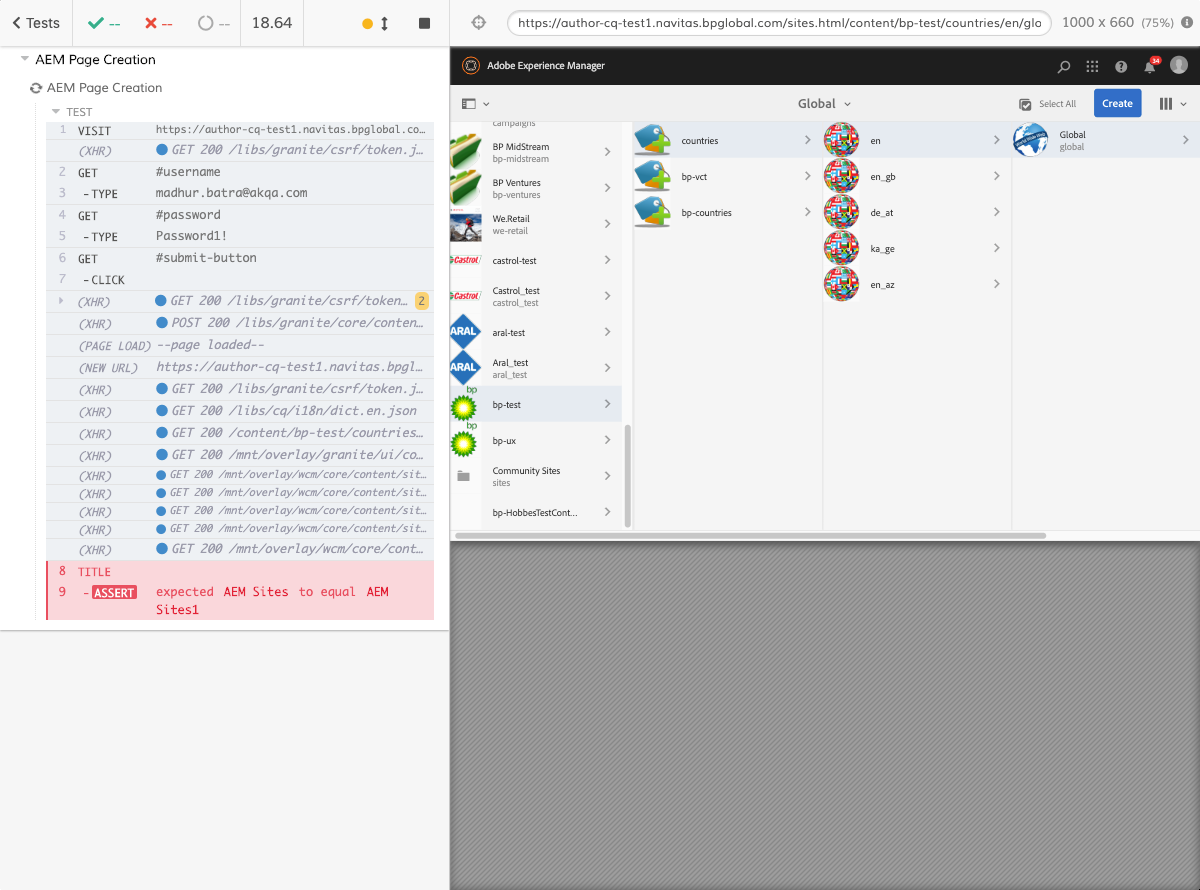 Tests
--
--
--
18.64
https://author-cq-test1.navitas.bpglobal.com/sites.html/content/bp-test/countries/en/glo
1000 x 660 (75%)
AEM Page Creation
AEM Page Creation
TEST
1 VISIT https://author-cq-test1.navitas.bpglobal.co…
(XHR) GET 200 /libs/granite/csrf/token.j…
2 GET #username
3 -TYPE madhur.batra@akqa.com
4 GET #password
5 -TYPE Password1!
6 GET #submit-button
7 -CLICK
(XHR) GET 200 /libs/granite/csrf/token… 2
(XHR) POST 200 /libs/granite/core/conten…
(PAGE LOAD) --page loaded--
(NEW URL) https://author-cq-test1.navitas.bpgl…
(XHR) GET 200 /libs/granite/csrf/token.j…
(XHR) GET 200 /libs/cq/i18n/dict.en.json
(XHR) GET 200 /content/bp-test/countries…
(XHR) GET 200 /mnt/overlay/granite/ui/co…
(XHR) GET 200 /mnt/overlay/wcm/core/content/sit…
(XHR) GET 200 /mnt/overlay/wcm/core/content/sit…
(XHR) GET 200 /mnt/overlay/wcm/core/content/sit…
(XHR) GET 200 /mnt/overlay/wcm/core/content/sit…
(XHR) GET 200 /mnt/overlay/wcm/core/cont…
8 TITLE
9 -ASSERT expected AEM Sites to equal AEM
Sites1
Adobe Experience Manager
34
Global
Select All
Create
campaigns
BP MidStream
bp-midstream
BP Ventures
bp-ventures
We.Retail
we-retail
Castrol
castrol-test
Castrol
Castrol_test
castrol_test
ARAL
aral-test
ARAL
Aral_test
aral_test
bp
bp-test
bp
bp-ux
Community Sites
sites
bp-HobbesTestCont...
countries
bp-vct
bp-countries
en
en_gb
de_at
ka_ge
en_az
Global
global